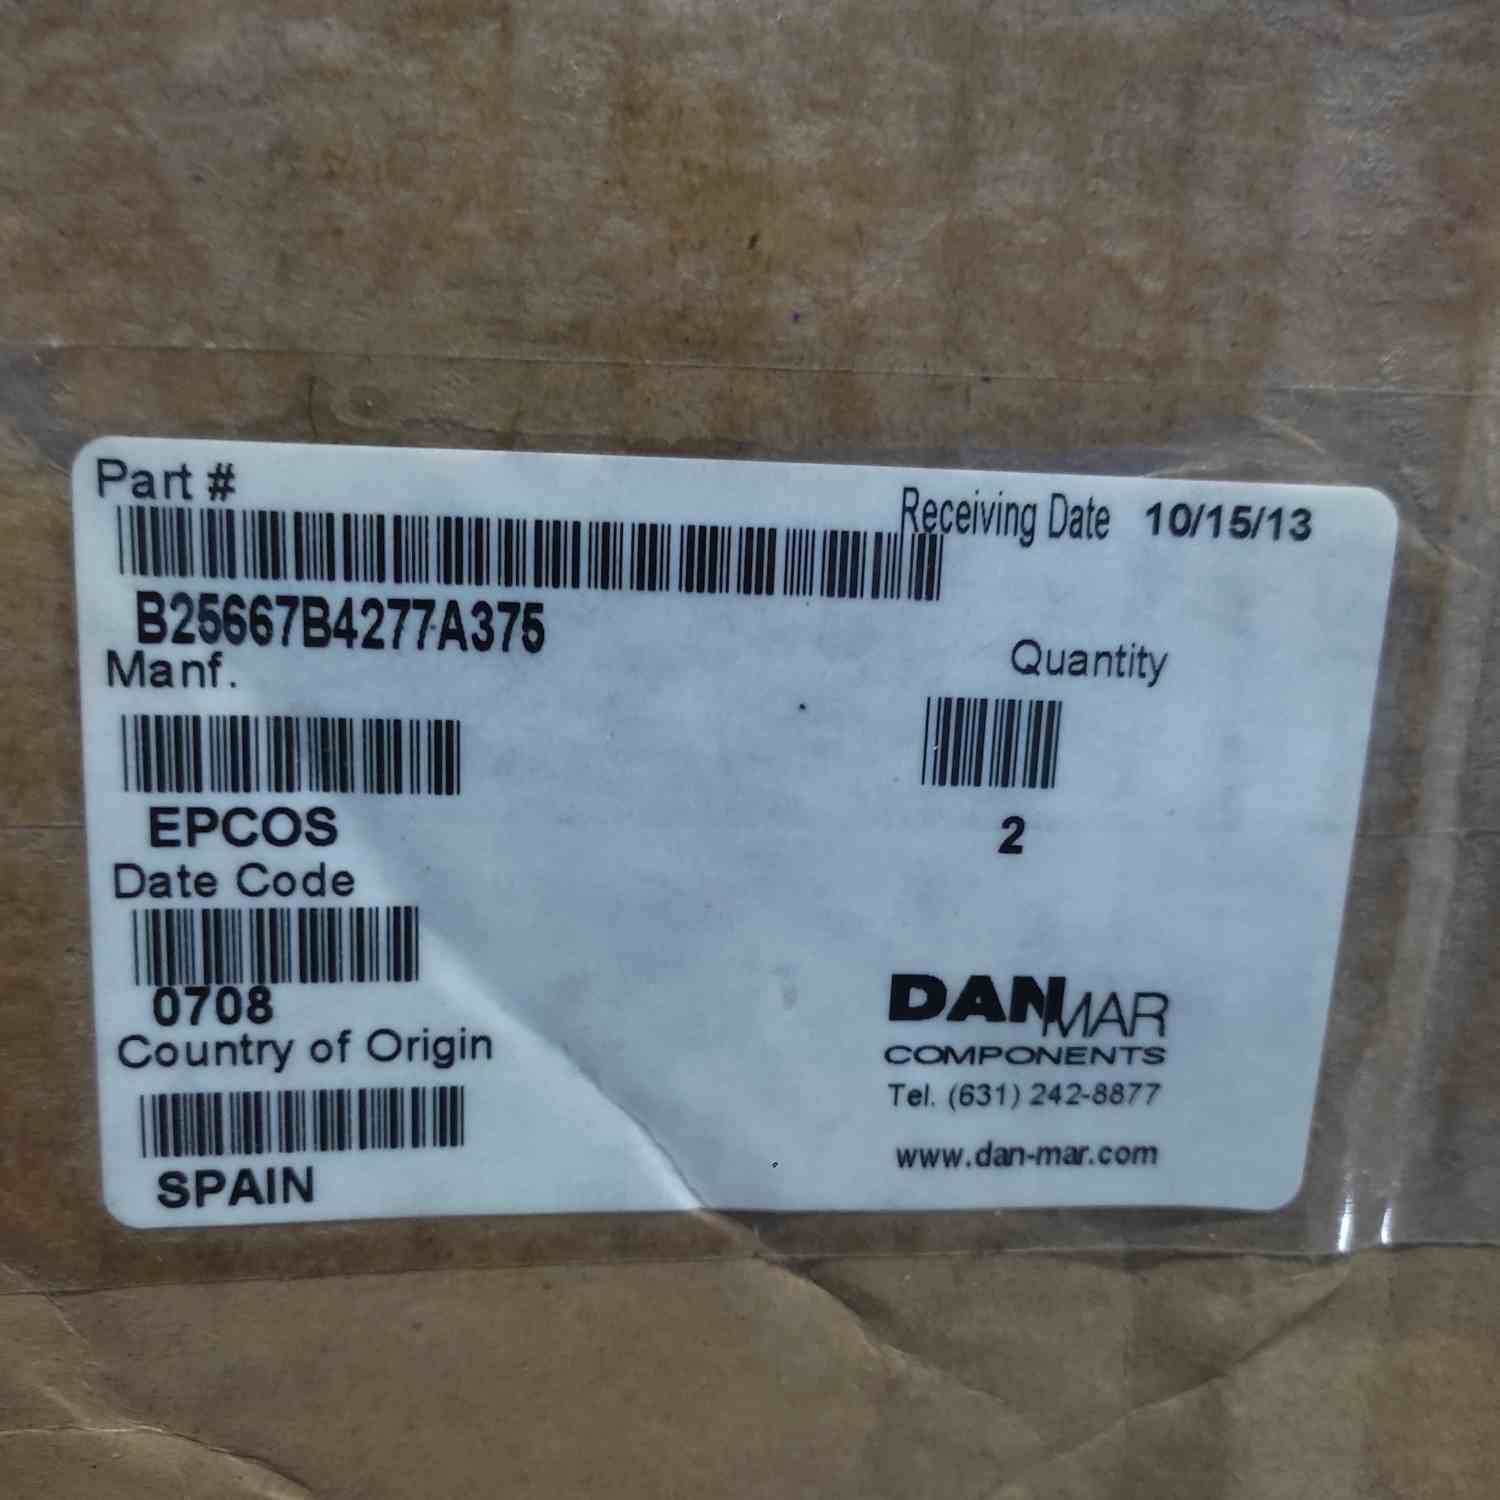 Part #
Receiving Date 10/15/13
B25667B4277A375
Manf.
Quantity
EPCOS
2
Date Code
0708
DANMAR
COMPONENTS
Country of Origin
Tel. (631) 242-8877
www.dan-mar.com
SPAIN